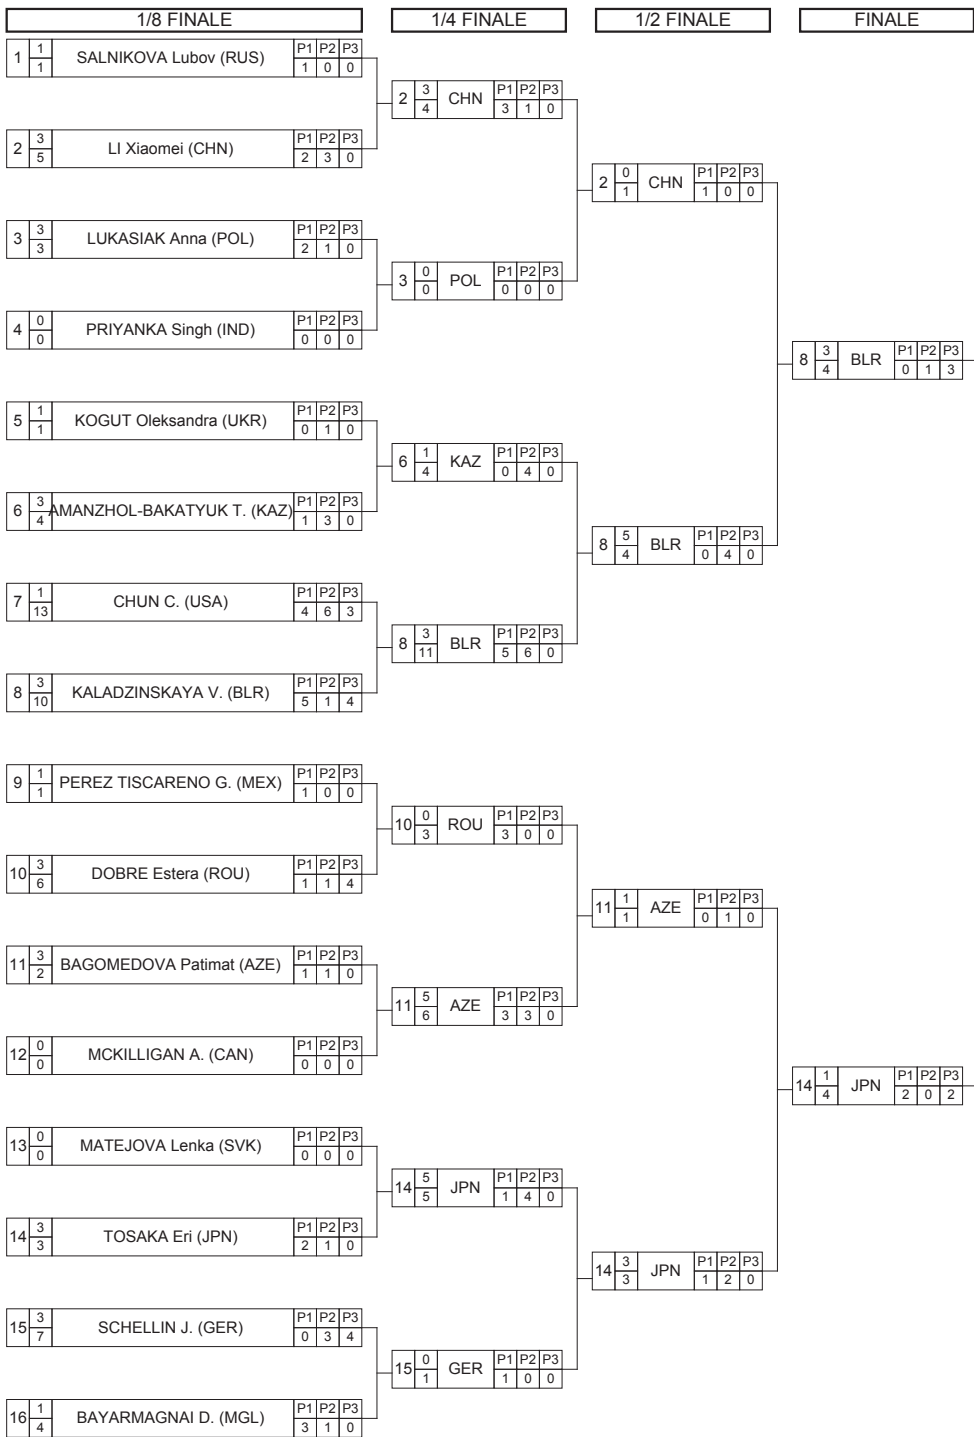 1/8 FINALE 1/4 FINALE 1/2 FINALE FINALE
1 1 1 SALNIKOVA Lubov (RUS) P1 P2 P3 1 0 0
2 3 4 CHN P1 P2 P3 3 1 0
2 3 5 LI Xiaomei (CHN) P1 P2 P3 2 3 0
2 0 1 CHN P1 P2 P3 1 0 0
3 3 3 LUKASIAK Anna (POL) P1 P2 P3 2 1 0
3 0 0 POL P1 P2 P3 0 0 0
4 0 0 PRIYANKA Singh (IND) P1 P2 P3 0 0 0
8 3 4 BLR P1 P2 P3 0 1 3
5 1 1 KOGUT Oleksandra (UKR) P1 P2 P3 0 1 0
6 1 4 KAZ P1 P2 P3 0 4 0
6 3 4 AMANZHOL-BAKATYUK T. (KAZ) P1 P2 P3 1 3 0
8 5 4 BLR P1 P2 P3 0 4 0
7 1 13 CHUN C. (USA) P1 P2 P3 4 6 3
8 3 11 BLR P1 P2 P3 5 6 0
8 3 10 KALADZINSKAYA V. (BLR) P1 P2 P3 5 1 4
9 1 1 PEREZ TISCARENO G. (MEX) P1 P2 P3 1 0 0
10 0 3 ROU P1 P2 P3 3 0 0
10 3 6 DOBRE Estera (ROU) P1 P2 P3 1 1 4
11 1 1 AZE P1 P2 P3 0 1 0
11 3 2 BAGOMEDOVA Patimat (AZE) P1 P2 P3 1 1 0
11 5 6 AZE P1 P2 P3 3 3 0
12 0 0 MCKILLIGAN A. (CAN) P1 P2 P3 0 0 0
14 1 4 JPN P1 P2 P3 2 0 2
13 0 0 MATEJOVA Lenka (SVK) P1 P2 P3 0 0 0
14 5 5 JPN P1 P2 P3 1 4 0
14 3 3 TOSAKA Eri (JPN) P1 P2 P3 2 1 0
14 3 3 JPN P1 P2 P3 1 2 0
15 3 7 SCHELLIN J. (GER) P1 P2 P3 0 3 4
15 0 1 GER P1 P2 P3 1 0 0
16 1 4 BAYARMAGNAI D. (MGL) P1 P2 P3 3 1 0